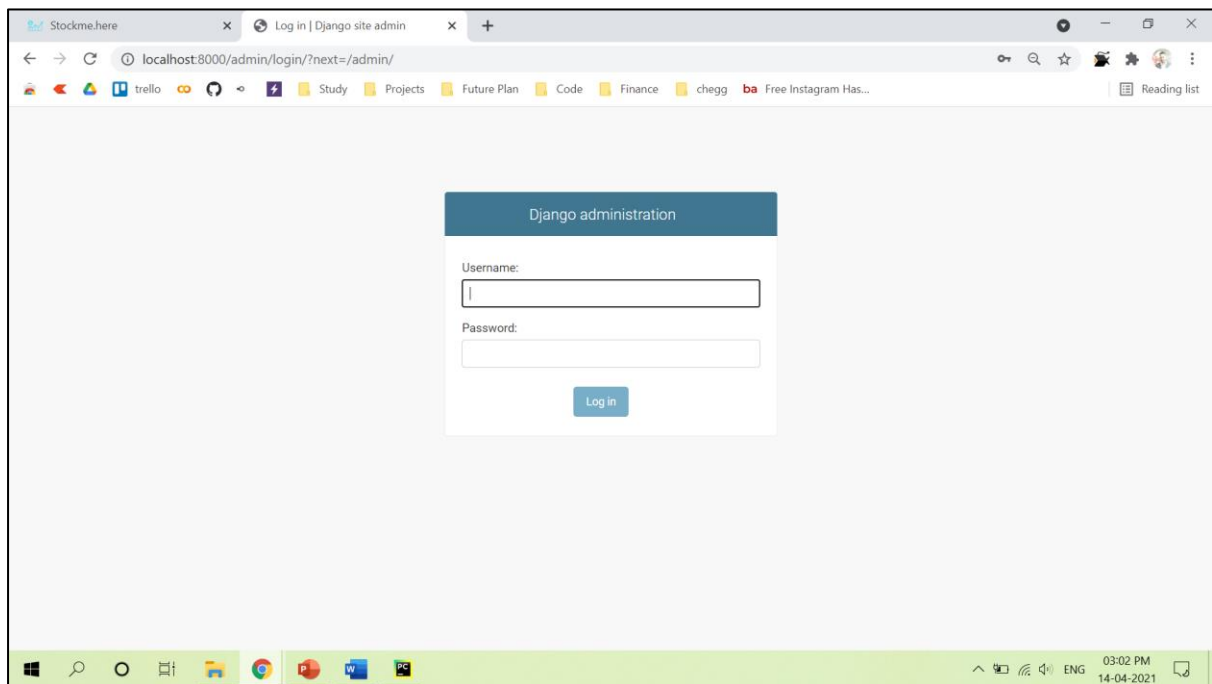 Stockme.here
Log in | Django site admin
localhost:8000/admin/login/?next=/admin/
trello Study Projects Future Plan Code Finance chegg ba Free Instagram Has... Reading list
Django administration
Username:
Password:
Log in
ENG
03:02 PM
14-04-2021